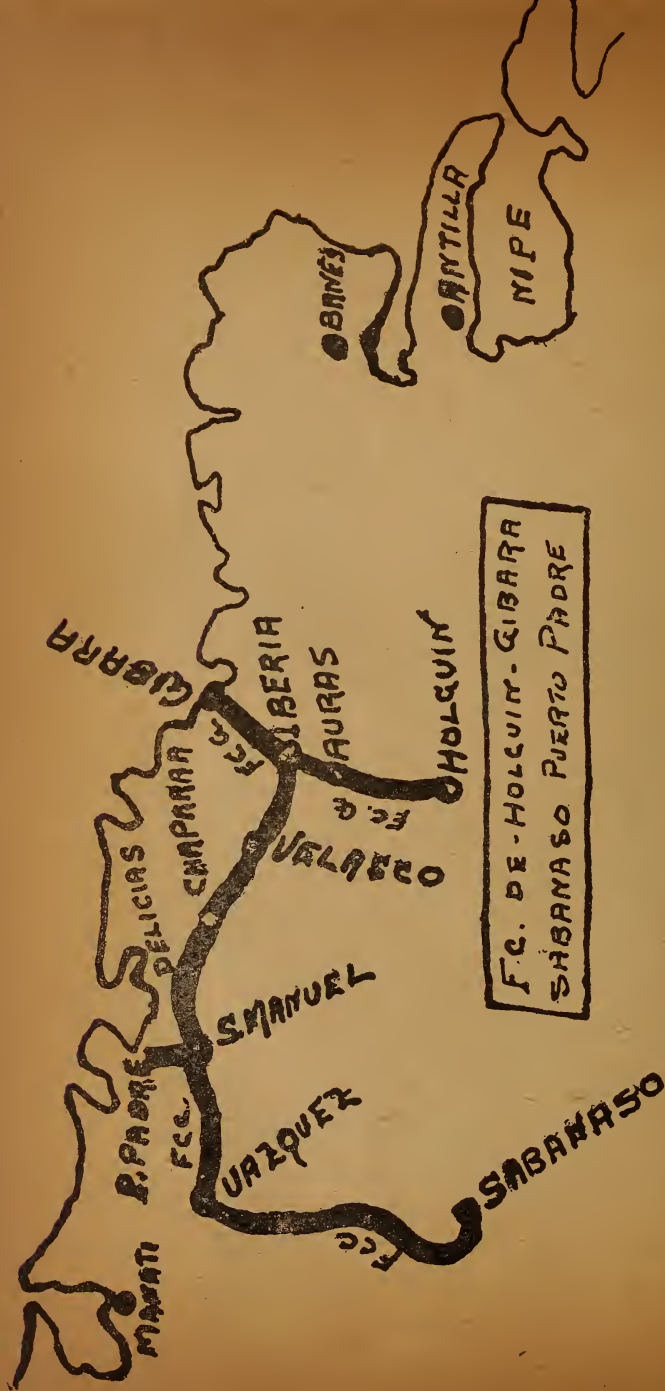 MANATI
P. PADRE
F.C.C.
VAZQUEZ
F.C.C.
SABANASO
S. MANUEL
DELICIAS
CHAPARRA
VELAZCO
GIBARA
F.C.G.
IBERIA
AURAS
HOLGUIN
BANES
ANTILLA
NIPE
F.C. DE-HOLGUIN-GIBARA
SABANASO PUERTO PADRE